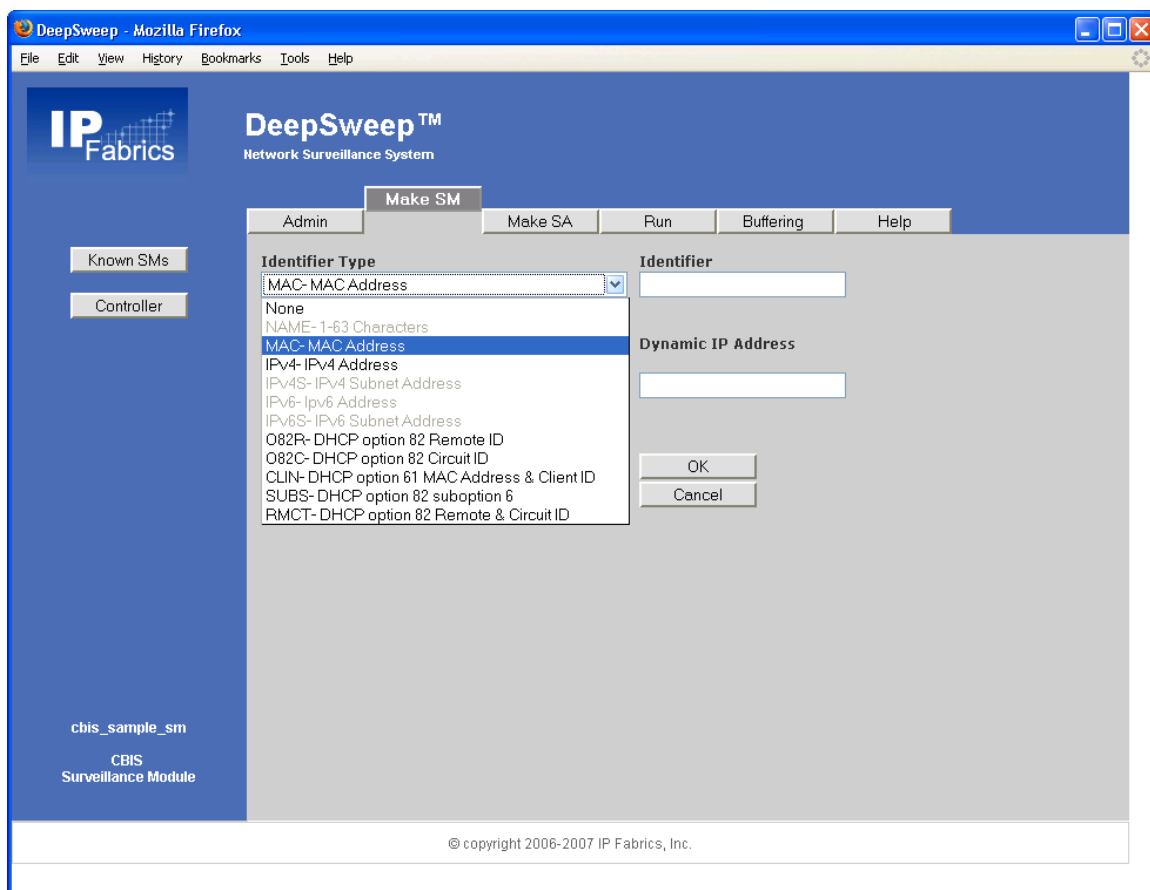 DeepSweep - Mozilla Firefox
File Edit View History Bookmarks Tools Help
IP Fabrics
DeepSweep™
Network Surveillance System
Make SM
Admin Make SA Run Buffering Help
Known SMs
Controller
Identifier Type
Identifier
MAC- MAC Address
None
NAME- 1-63 Characters
MAC- MAC Address
IPv4- IPv4 Address
IPv4S- IPv4 Subnet Address
IPv6- Ipv6 Address
IPv6S- IPv6 Subnet Address
O82R- DHCP option 82 Remote ID
O82C- DHCP option 82 Circuit ID
CLIN- DHCP option 61 MAC Address & Client ID
SUBS- DHCP option 82 suboption 6
RMCT- DHCP option 82 Remote & Circuit ID
Dynamic IP Address
OK
Cancel
cbis_sample_sm
CBIS
Surveillance Module
© copyright 2006-2007 IP Fabrics, Inc.